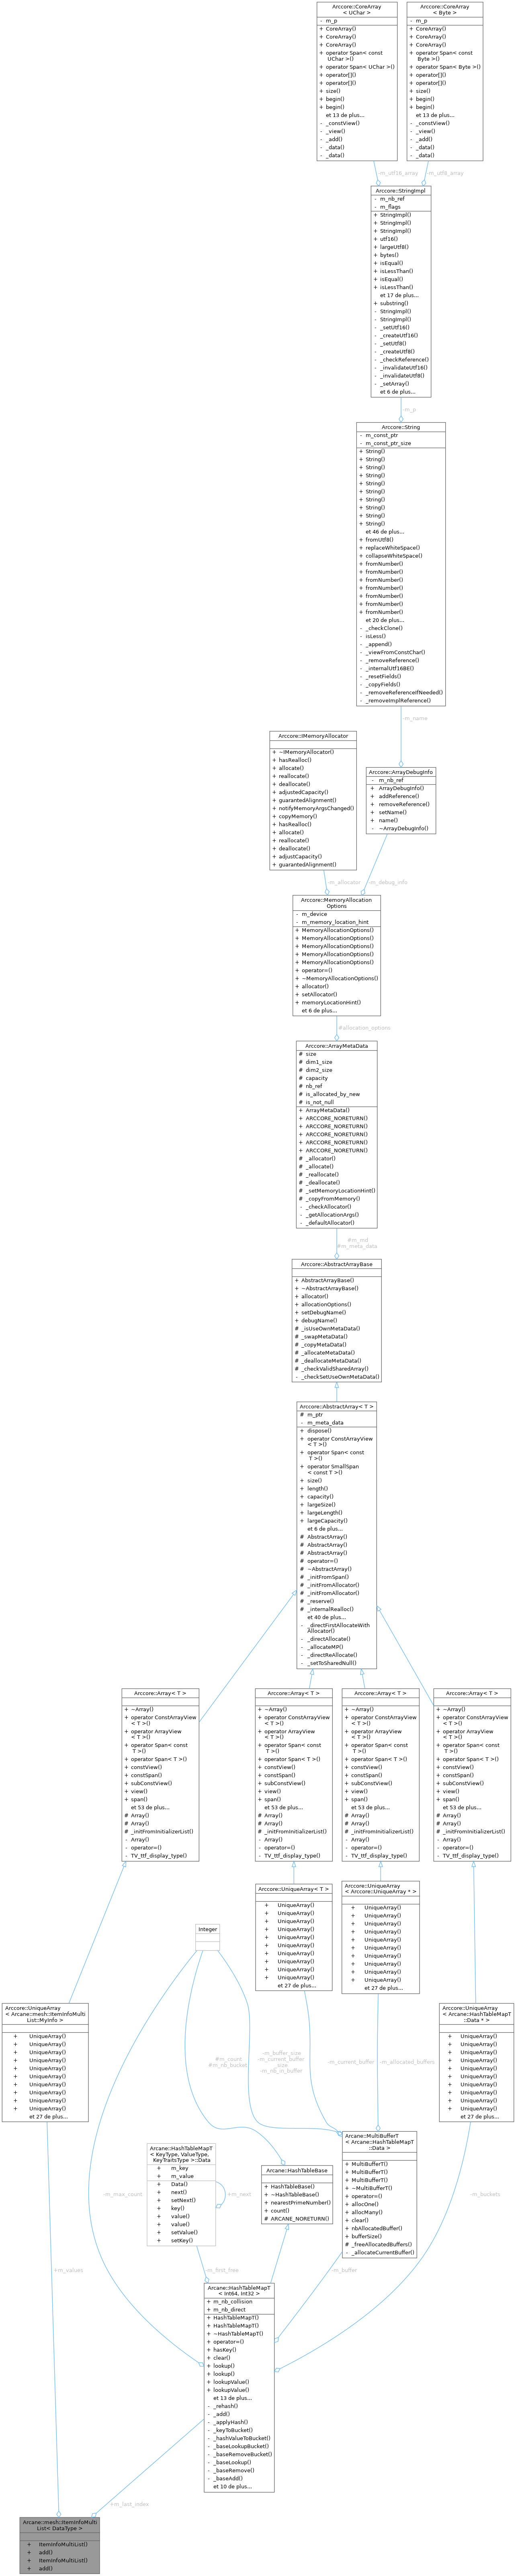 Arccore::CoreArray
< UChar >
- m_p
+ CoreArray()
+ CoreArray()
+ CoreArray()
+ operator Span< const
UChar >()
+ operator Span< UChar >()
+ operator[]()
+ operator[]()
+ size()
+ begin()
+ begin()
et 13 de plus...
- _constView()
- _view()
- _add()
- _data()
- _data()
Arccore::CoreArray
< Byte >
- m_p
+ CoreArray()
+ CoreArray()
+ CoreArray()
+ operator Span< const
Byte >()
+ operator Span< Byte >()
+ operator[]()
+ operator[]()
+ size()
+ begin()
+ begin()
et 13 de plus...
- _constView()
- _view()
- _add()
- _data()
- _data()
-m_utf16_array
-m_utf8_array
Arccore::StringImpl
- m_nb_ref
- m_flags
+ StringImpl()
+ StringImpl()
+ StringImpl()
+ utf16()
+ largeUtf8()
+ bytes()
+ isEqual()
+ isLessThan()
+ isEqual()
+ isLessThan()
et 17 de plus...
+ substring()
- StringImpl()
- StringImpl()
- _setUtf16()
- _createUtf16()
- _setUtf8()
- _createUtf8()
- _checkReference()
- _invalidateUtf16()
- _invalidateUtf8()
- _setArray()
et 6 de plus...
-m_p
Arccore::String
- m_const_ptr
- m_const_ptr_size
+ String()
+ String()
+ String()
+ String()
+ String()
+ String()
+ String()
+ String()
+ String()
+ String()
et 46 de plus...
+ fromUtf8()
+ replaceWhiteSpace()
+ collapseWhiteSpace()
+ fromNumber()
+ fromNumber()
+ fromNumber()
+ fromNumber()
+ fromNumber()
+ fromNumber()
+ fromNumber()
et 20 de plus...
- _checkClone()
- isLess()
- _append()
- _viewFromConstChar()
- _removeReference()
- _internalUtf16BE()
- _resetFields()
- _copyFields()
- _removeReferenceIfNeeded()
- _removeImplReference()
-m_name
Arccore::IMemoryAllocator
+ ~IMemoryAllocator()
+ hasRealloc()
+ allocate()
+ reallocate()
+ deallocate()
+ adjustedCapacity()
+ guarantedAlignment()
+ notifyMemoryArgsChanged()
+ copyMemory()
+ hasRealloc()
+ allocate()
+ reallocate()
+ deallocate()
+ adjustCapacity()
+ guarantedAlignment()
Arccore::ArrayDebugInfo
- m_nb_ref
+ ArrayDebugInfo()
+ addReference()
+ removeReference()
+ setName()
+ name()
- ~ArrayDebugInfo()
-m_allocator
-m_debug_info
Arccore::MemoryAllocation
Options
- m_device
- m_memory_location_hint
+ MemoryAllocationOptions()
+ MemoryAllocationOptions()
+ MemoryAllocationOptions()
+ MemoryAllocationOptions()
+ MemoryAllocationOptions()
+ operator=()
+ ~MemoryAllocationOptions()
+ allocator()
+ setAllocator()
+ memoryLocationHint()
et 6 de plus...
#allocation_options
Arccore::ArrayMetaData
# size
# dim1_size
# dim2_size
# capacity
# nb_ref
# is_allocated_by_new
# is_not_null
+ ArrayMetaData()
+ ARCCORE_NORETURN()
+ ARCCORE_NORETURN()
+ ARCCORE_NORETURN()
+ ARCCORE_NORETURN()
+ ARCCORE_NORETURN()
# _allocator()
# _allocate()
# _reallocate()
# _deallocate()
# _setMemoryLocationHint()
# _copyFromMemory()
- _checkAllocator()
- _getAllocationArgs()
- _defaultAllocator()
#m_md
#m_meta_data
Arccore::AbstractArrayBase
+ AbstractArrayBase()
+ ~AbstractArrayBase()
+ allocator()
+ allocationOptions()
+ setDebugName()
+ debugName()
# _isUseOwnMetaData()
# _swapMetaData()
# _copyMetaData()
# _allocateMetaData()
# _deallocateMetaData()
# _checkValidSharedArray()
- _checkSetUseOwnMetaData()
Arccore::AbstractArray< T >
# m_ptr
- m_meta_data
+ dispose()
+ operator ConstArrayView
< T >()
+ operator Span< const
T >()
+ operator SmallSpan
< const T >()
+ size()
+ length()
+ capacity()
+ largeSize()
+ largeLength()
+ largeCapacity()
et 6 de plus...
# AbstractArray()
# AbstractArray()
# AbstractArray()
# operator=()
# ~AbstractArray()
# _initFromSpan()
# _initFromAllocator()
# _initFromAllocator()
# _reserve()
# _internalRealloc()
et 40 de plus...
- _directFirstAllocateWith
Allocator()
- _directAllocate()
- _allocateMP()
- _directReAllocate()
- _setToSharedNull()
Arccore::Array< T >
+ ~Array()
+ operator ConstArrayView
< T >()
+ operator ArrayView
< T >()
+ operator Span< const
T >()
+ operator Span< T >()
+ constView()
+ constSpan()
+ subConstView()
+ view()
+ span()
et 53 de plus...
# Array()
# Array()
# _initFromInitializerList()
- Array()
- operator=()
- TV_ttf_display_type()
Arccore::Array< T >
+ ~Array()
+ operator ConstArrayView
< T >()
+ operator ArrayView
< T >()
+ operator Span< const
T >()
+ operator Span< T >()
+ constView()
+ constSpan()
+ subConstView()
+ view()
+ span()
et 53 de plus...
# Array()
# Array()
# _initFromInitializerList()
- Array()
- operator=()
- TV_ttf_display_type()
Arccore::Array< T >
+ ~Array()
+ operator ConstArrayView
< T >()
+ operator ArrayView
< T >()
+ operator Span< const
T >()
+ operator Span< T >()
+ constView()
+ constSpan()
+ subConstView()
+ view()
+ span()
et 53 de plus...
# Array()
# Array()
# _initFromInitializerList()
- Array()
- operator=()
- TV_ttf_display_type()
Arccore::Array< T >
+ ~Array()
+ operator ConstArrayView
< T >()
+ operator ArrayView
< T >()
+ operator Span< const
T >()
+ operator Span< T >()
+ constView()
+ constSpan()
+ subConstView()
+ view()
+ span()
et 53 de plus...
# Array()
# Array()
# _initFromInitializerList()
- Array()
- operator=()
- TV_ttf_display_type()
Arccore::UniqueArray< T >
+ UniqueArray()
+ UniqueArray()
+ UniqueArray()
+ UniqueArray()
+ UniqueArray()
+ UniqueArray()
+ UniqueArray()
+ UniqueArray()
+ UniqueArray()
+ UniqueArray()
et 27 de plus...
Arccore::UniqueArray
< Arccore::UniqueArray * >
+ UniqueArray()
+ UniqueArray()
+ UniqueArray()
+ UniqueArray()
+ UniqueArray()
+ UniqueArray()
+ UniqueArray()
+ UniqueArray()
+ UniqueArray()
+ UniqueArray()
et 27 de plus...
Integer
Arccore::UniqueArray
< Arcane::mesh::ItemInfoMulti
List::MyInfo >
+ UniqueArray()
+ UniqueArray()
+ UniqueArray()
+ UniqueArray()
+ UniqueArray()
+ UniqueArray()
+ UniqueArray()
+ UniqueArray()
+ UniqueArray()
+ UniqueArray()
et 27 de plus...
Arccore::UniqueArray
< Arcane::HashTableMapT
::Data * >
+ UniqueArray()
+ UniqueArray()
+ UniqueArray()
+ UniqueArray()
+ UniqueArray()
+ UniqueArray()
+ UniqueArray()
+ UniqueArray()
+ UniqueArray()
+ UniqueArray()
et 27 de plus...
#m_count
#m_nb_bucket
-m_buffer_size
-m_current_buffer
_size
-m_nb_in_buffer
-m_current_buffer
-m_allocated_buffers
Arcane::HashTableMapT
< KeyType, ValueType,
KeyTraitsType >::Data
+ m_key
+ m_value
+ Data()
+ next()
+ setNext()
+ key()
+ value()
+ value()
+ setValue()
+ setKey()
+m_next
Arcane::HashTableBase
+ HashTableBase()
+ ~HashTableBase()
+ nearestPrimeNumber()
+ count()
# ARCANE_NORETURN()
Arcane::MultiBufferT
< Arcane::HashTableMapT
::Data >
+ MultiBufferT()
+ MultiBufferT()
+ MultiBufferT()
+ ~MultiBufferT()
+ operator=()
+ allocOne()
+ allocMany()
+ clear()
+ nbAllocatedBuffer()
+ bufferSize()
# _freeAllocatedBuffers()
- _allocateCurrentBuffer()
-m_max_count
-m_buckets
+m_values
-m_first_free
-m_buffer
Arcane::HashTableMapT
< Int64, Int32 >
+ m_nb_collision
+ m_nb_direct
+ HashTableMapT()
+ HashTableMapT()
+ ~HashTableMapT()
+ operator=()
+ hasKey()
+ clear()
+ lookup()
+ lookup()
+ lookupValue()
+ lookupValue()
et 13 de plus...
- _rehash()
- _add()
- _applyHash()
- _keyToBucket()
- _hashValueToBucket()
- _baseLookupBucket()
- _baseRemoveBucket()
- _baseLookup()
- _baseRemove()
- _baseAdd()
et 10 de plus...
+m_last_index
Arcane::mesh::ItemInfoMulti
List< DataType >
+ ItemInfoMultiList()
+ add()
+ ItemInfoMultiList()
+ add()